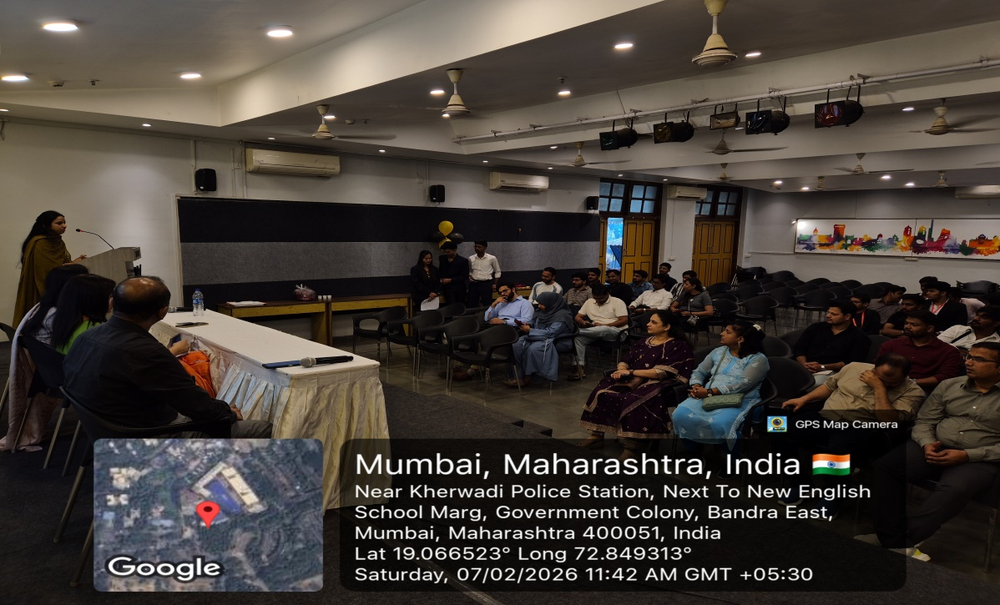 GPS Map Camera
Mumbai, Maharashtra, India
Near Kherwadi Police Station, Next To New English
School Marg, Government Colony, Bandra East,
Mumbai, Maharashtra 400051, India
Lat 19.066523° Long 72.849313°
Saturday, 07/02/2026 11:42 AM GMT +05:30
Google